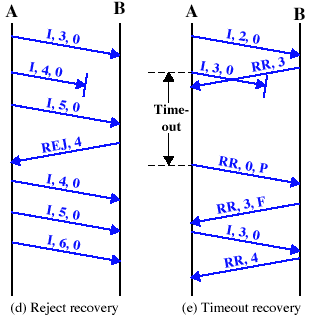 A
B
I, 3, 0
I, 4, 0
I, 5, 0
REJ, 4
I, 4, 0
I, 5, 0
I, 6, 0
(d) Reject recovery
A
B
I, 2, 0
RR, 3
I, 3, 0
Time-
out
RR, 0, P
RR, 3, F
I, 3, 0
RR, 4
(e) Timeout recovery